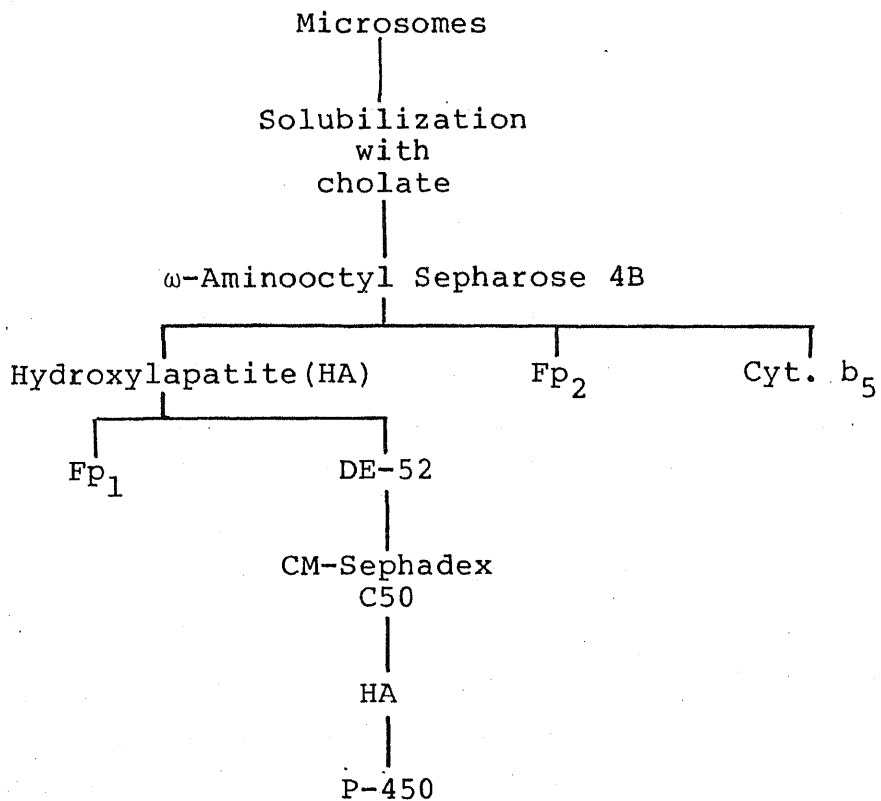 Microsomes
Solubilization
with
cholate
ω-Aminooctyl Sepharose 4B
Hydroxylapatite(HA)
Fp2
Cyt. b5
Fp1
DE-52
CM-Sephadex
C50
HA
P-450